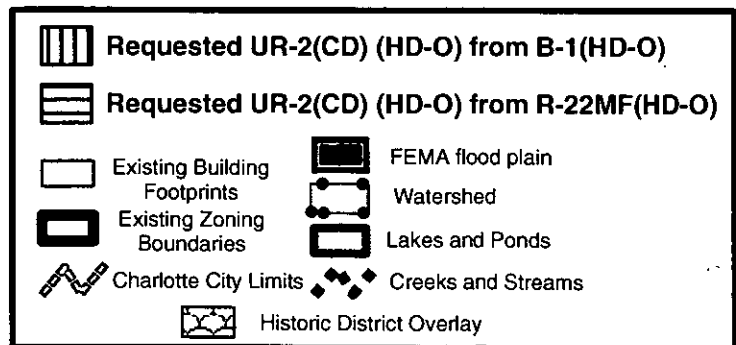 Requested UR-2(CD) (HD-O) from B-1(HD-O)
Requested UR-2(CD) (HD-O) from R-22MF(HD-O)
Existing Building
Footprints
Existing Zoning
Boundaries
Charlotte City Limits
FEMA flood plain
Watershed
Lakes and Ponds
Creeks and Streams
Historic District Overlay